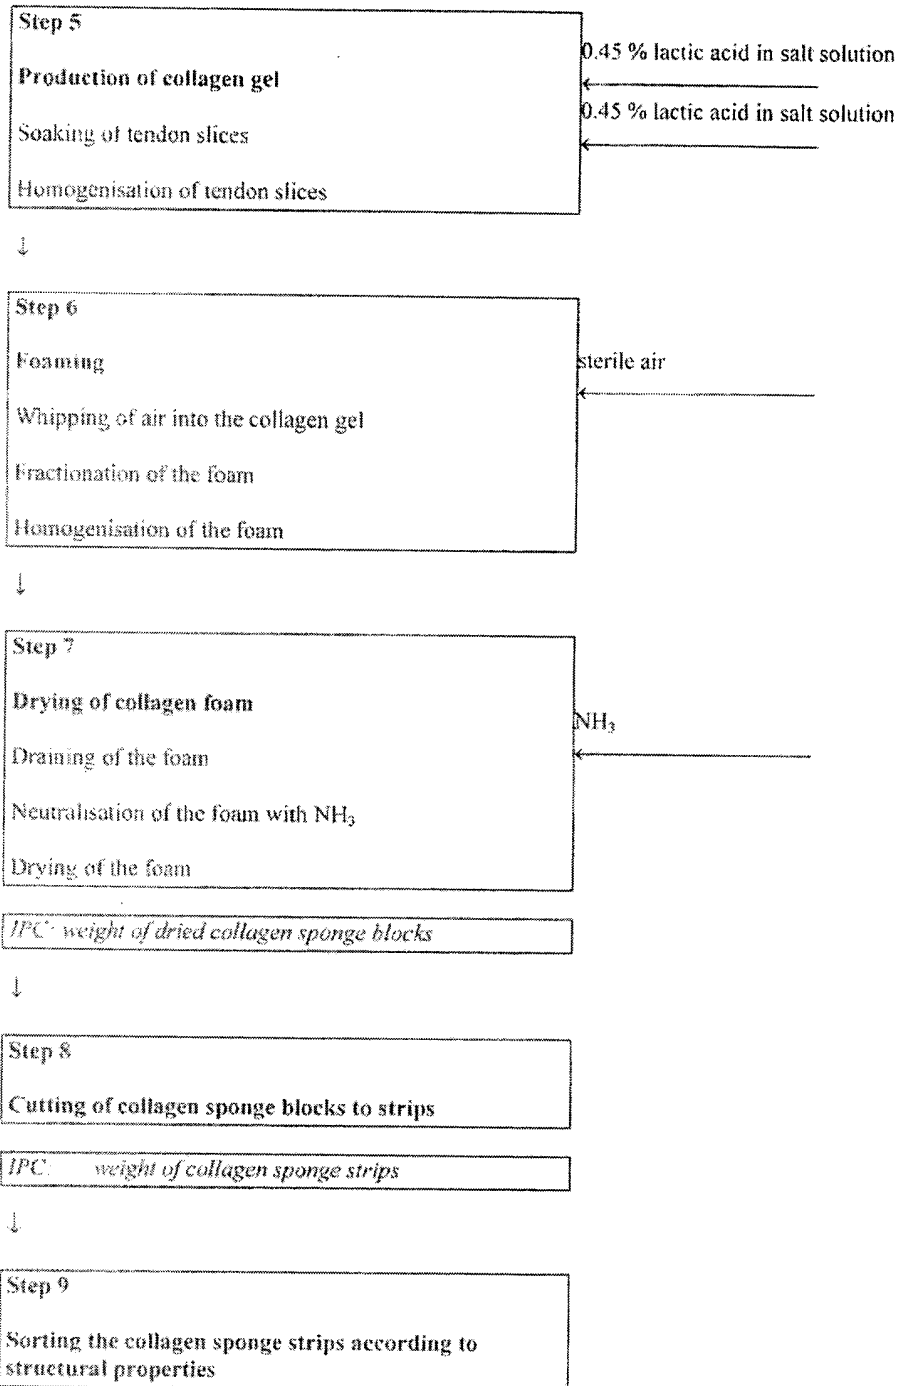 Step 5
0.45 % lactic acid in salt solution
Production of collagen gel
0.45 % lactic acid in salt solution
Soaking of tendon slices
Homogenisation of tendon slices
↓
Step 6
Foaming
sterile air
Whipping of air into the collagen gel
Fractionation of the foam
Homogenisation of the foam
↓
Step 7
Drying of collagen foam
NH₃
Draining of the foam
Neutralisation of the foam with NH₃
Drying of the foam
IPC: weight of dried collagen sponge blocks
↓
Step 8
Cutting of collagen sponge blocks to strips
IPC: weight of collagen sponge strips
↓
Step 9
Sorting the collagen sponge strips according to
structural properties